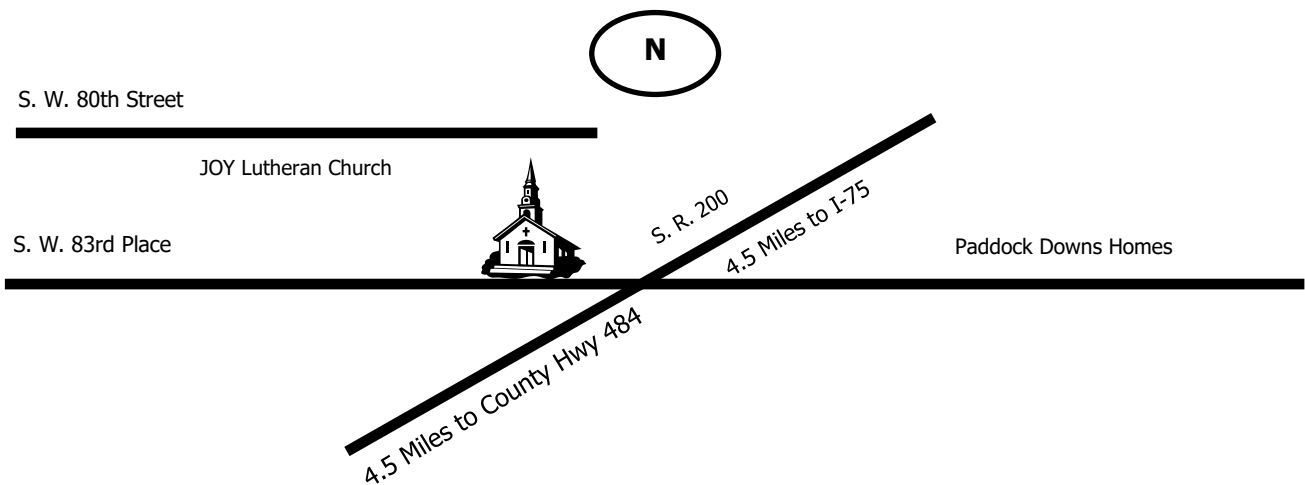 N
S. W. 80th Street
JOY Lutheran Church
S. R. 200
4.5 Miles to I-75
S. W. 83rd Place
Paddock Downs Homes
4.5 Miles to County Hwy 484